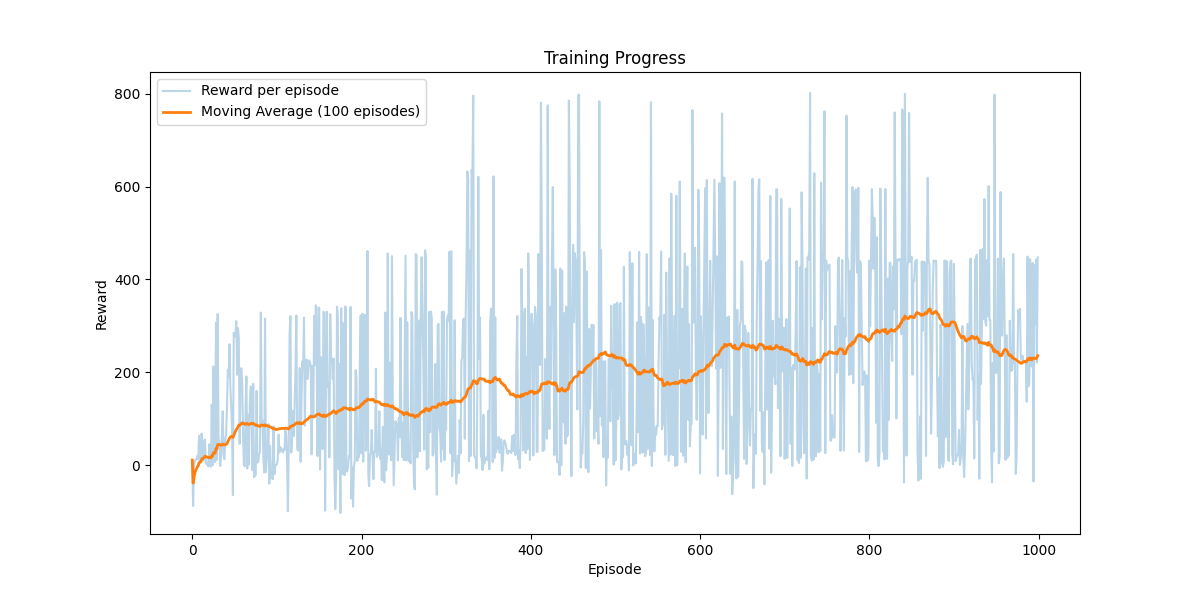 Training Progress
Reward per episode
Moving Average (100 episodes)
800
600
400
200
0
Reward
0 200 400 600 800 1000
Episode